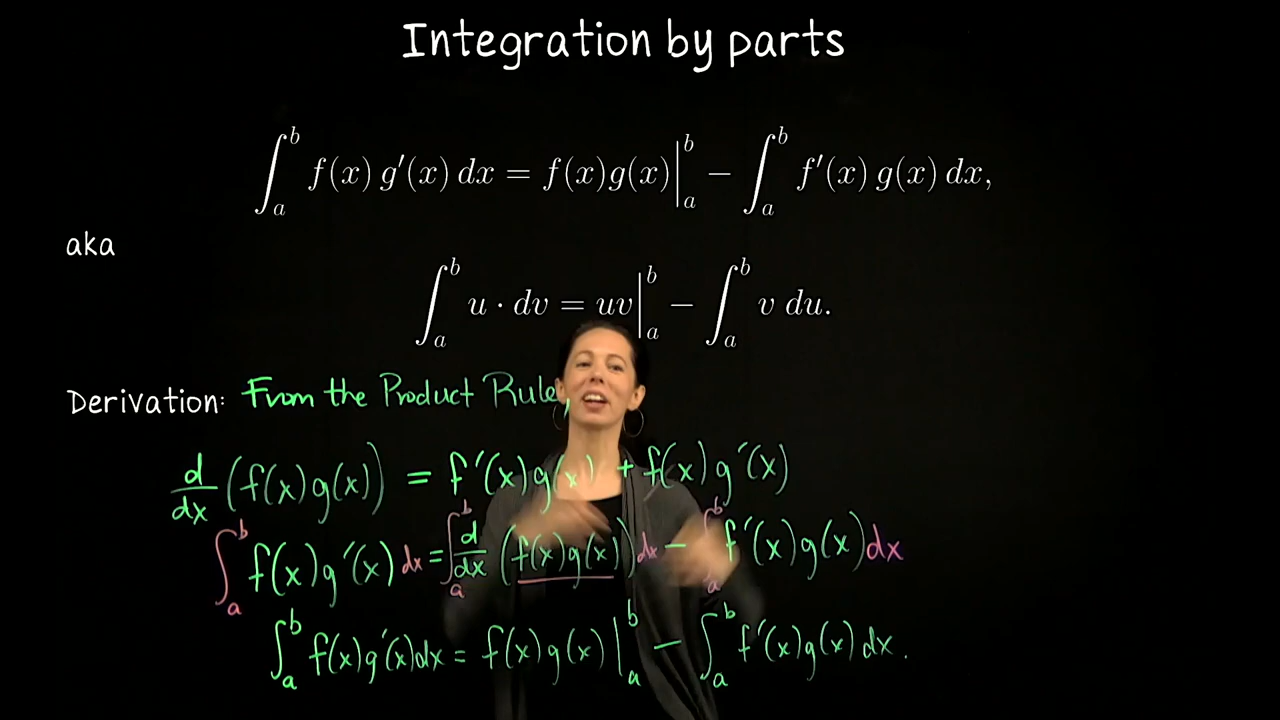 Integration by parts
∫_a^b f(x) g′(x) dx = f(x)g(x)|_a^b − ∫_a^b f′(x) g(x) dx,
aka
∫_a^b u · dv = uv|_a^b − ∫_a^b v du.
Derivation: From the Product Rule,
d/dx (f(x)g(x)) = f′(x)g(x) + f(x)g′(x)
∫_a^b f(x)g′(x) dx = ∫_a^b d/dx (f(x)g(x)) dx − ∫_a^b f′(x)g(x) dx
∫_a^b f(x)g′(x)dx = f(x)g(x)|_a^b − ∫_a^b f′(x)g(x) dx.